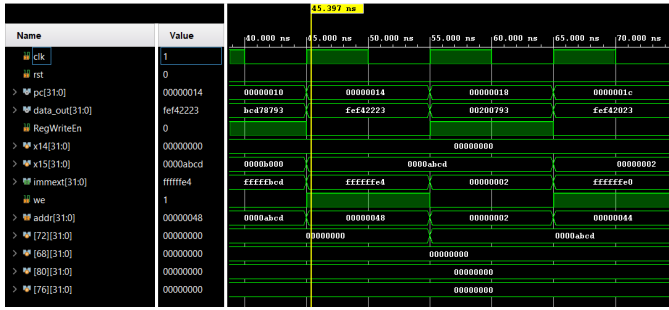 45.397 ns
Name Value 40.000 ns 45.000 ns 50.000 ns 55.000 ns 60.000 ns 65.000 ns 70.000 ns
clk 1
rst 0
> pc[31:0] 00000014 00000010 00000014 00000018 0000001c
> data_out[31:0] fef42223 bcd78793 fef42223 00200793 fef42023
RegWriteEn 0
> x14[31:0] 00000000 00000000
> x15[31:0] 0000abcd 0000b000 0000abcd 00000002
> immext[31:0] ffffffe4 fffffbcd ffffffe4 00000002 ffffffe0
we 1
> addr[31:0] 00000048 0000abcd 00000048 00000002 00000044
> [72][31:0] 00000000 00000000 0000abcd
> [68][31:0] 00000000 00000000
> [80][31:0] 00000000 00000000
> [76][31:0] 00000000 00000000